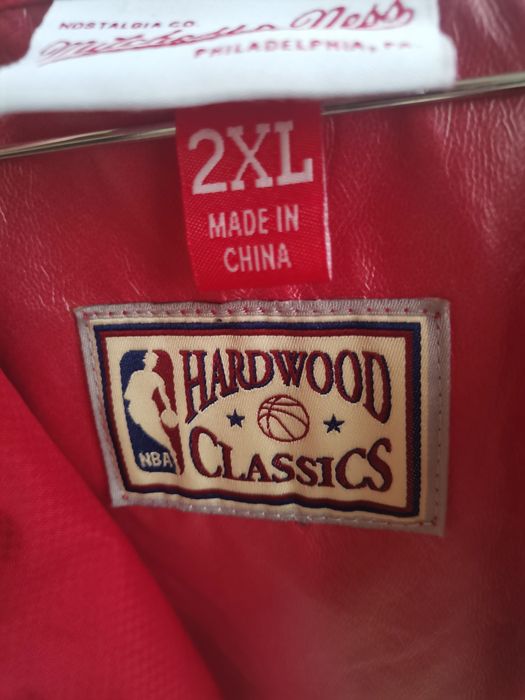 NOSTALGIA CO.
Mitchell & Ness
PHILADELPHIA, PA.
2XL
MADE IN
CHINA
HARDWOOD
CLASSICS
NBA